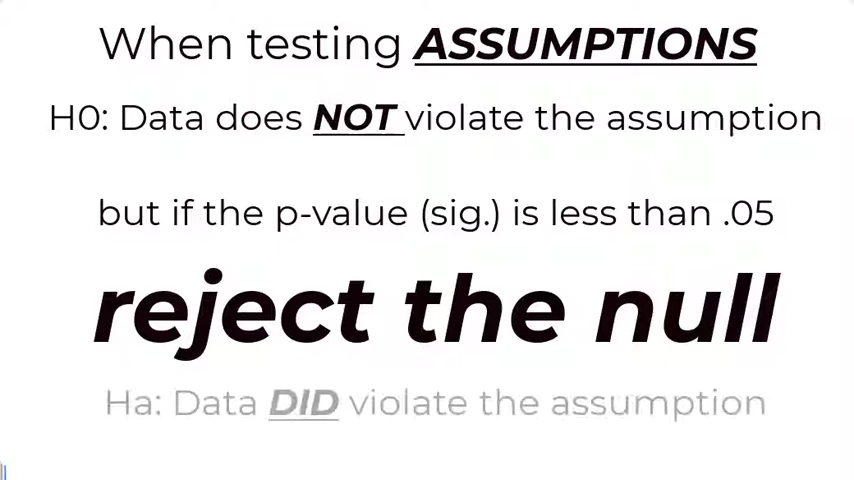 When testing ASSUMPTIONS
H0: Data does NOT violate the assumption
but if the p-value (sig.) is less than .05
reject the null
Ha: Data DID violate the assumption